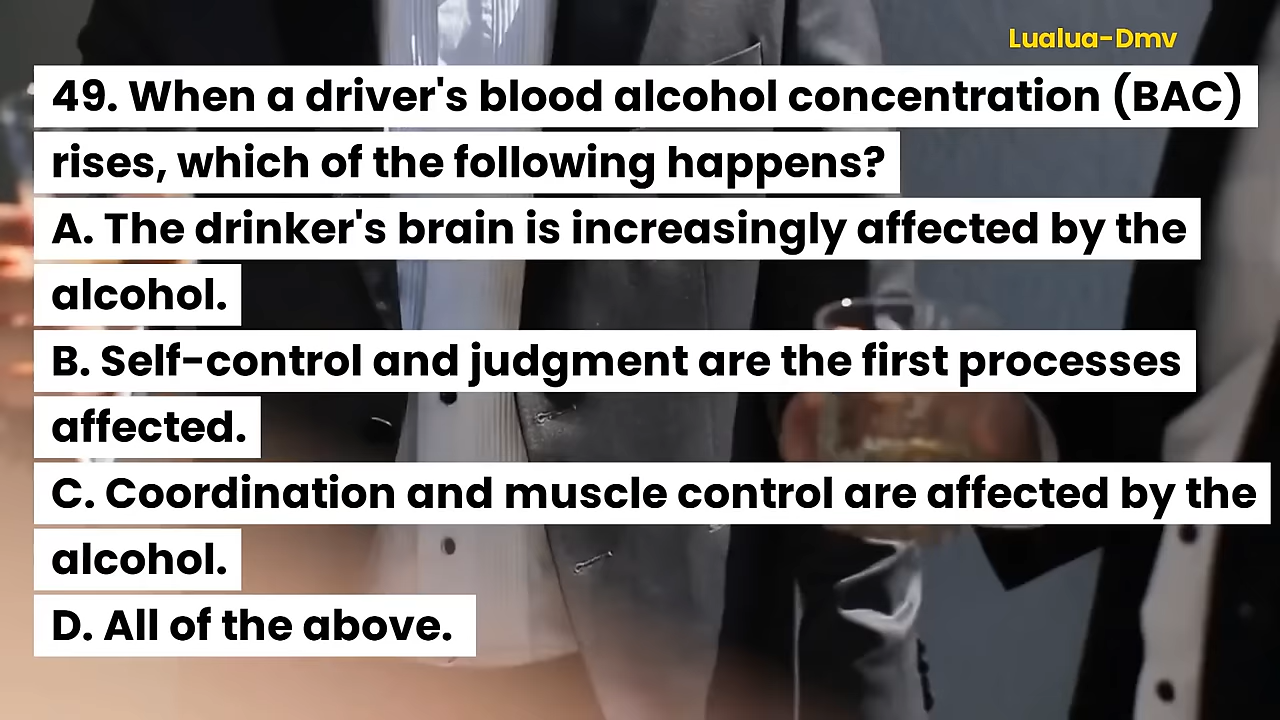 Lualua-Dmv
49. When a driver's blood alcohol concentration (BAC)
rises, which of the following happens?
A. The drinker's brain is increasingly affected by the
alcohol.
B. Self-control and judgment are the first processes
affected.
C. Coordination and muscle control are affected by the
alcohol.
D. All of the above.